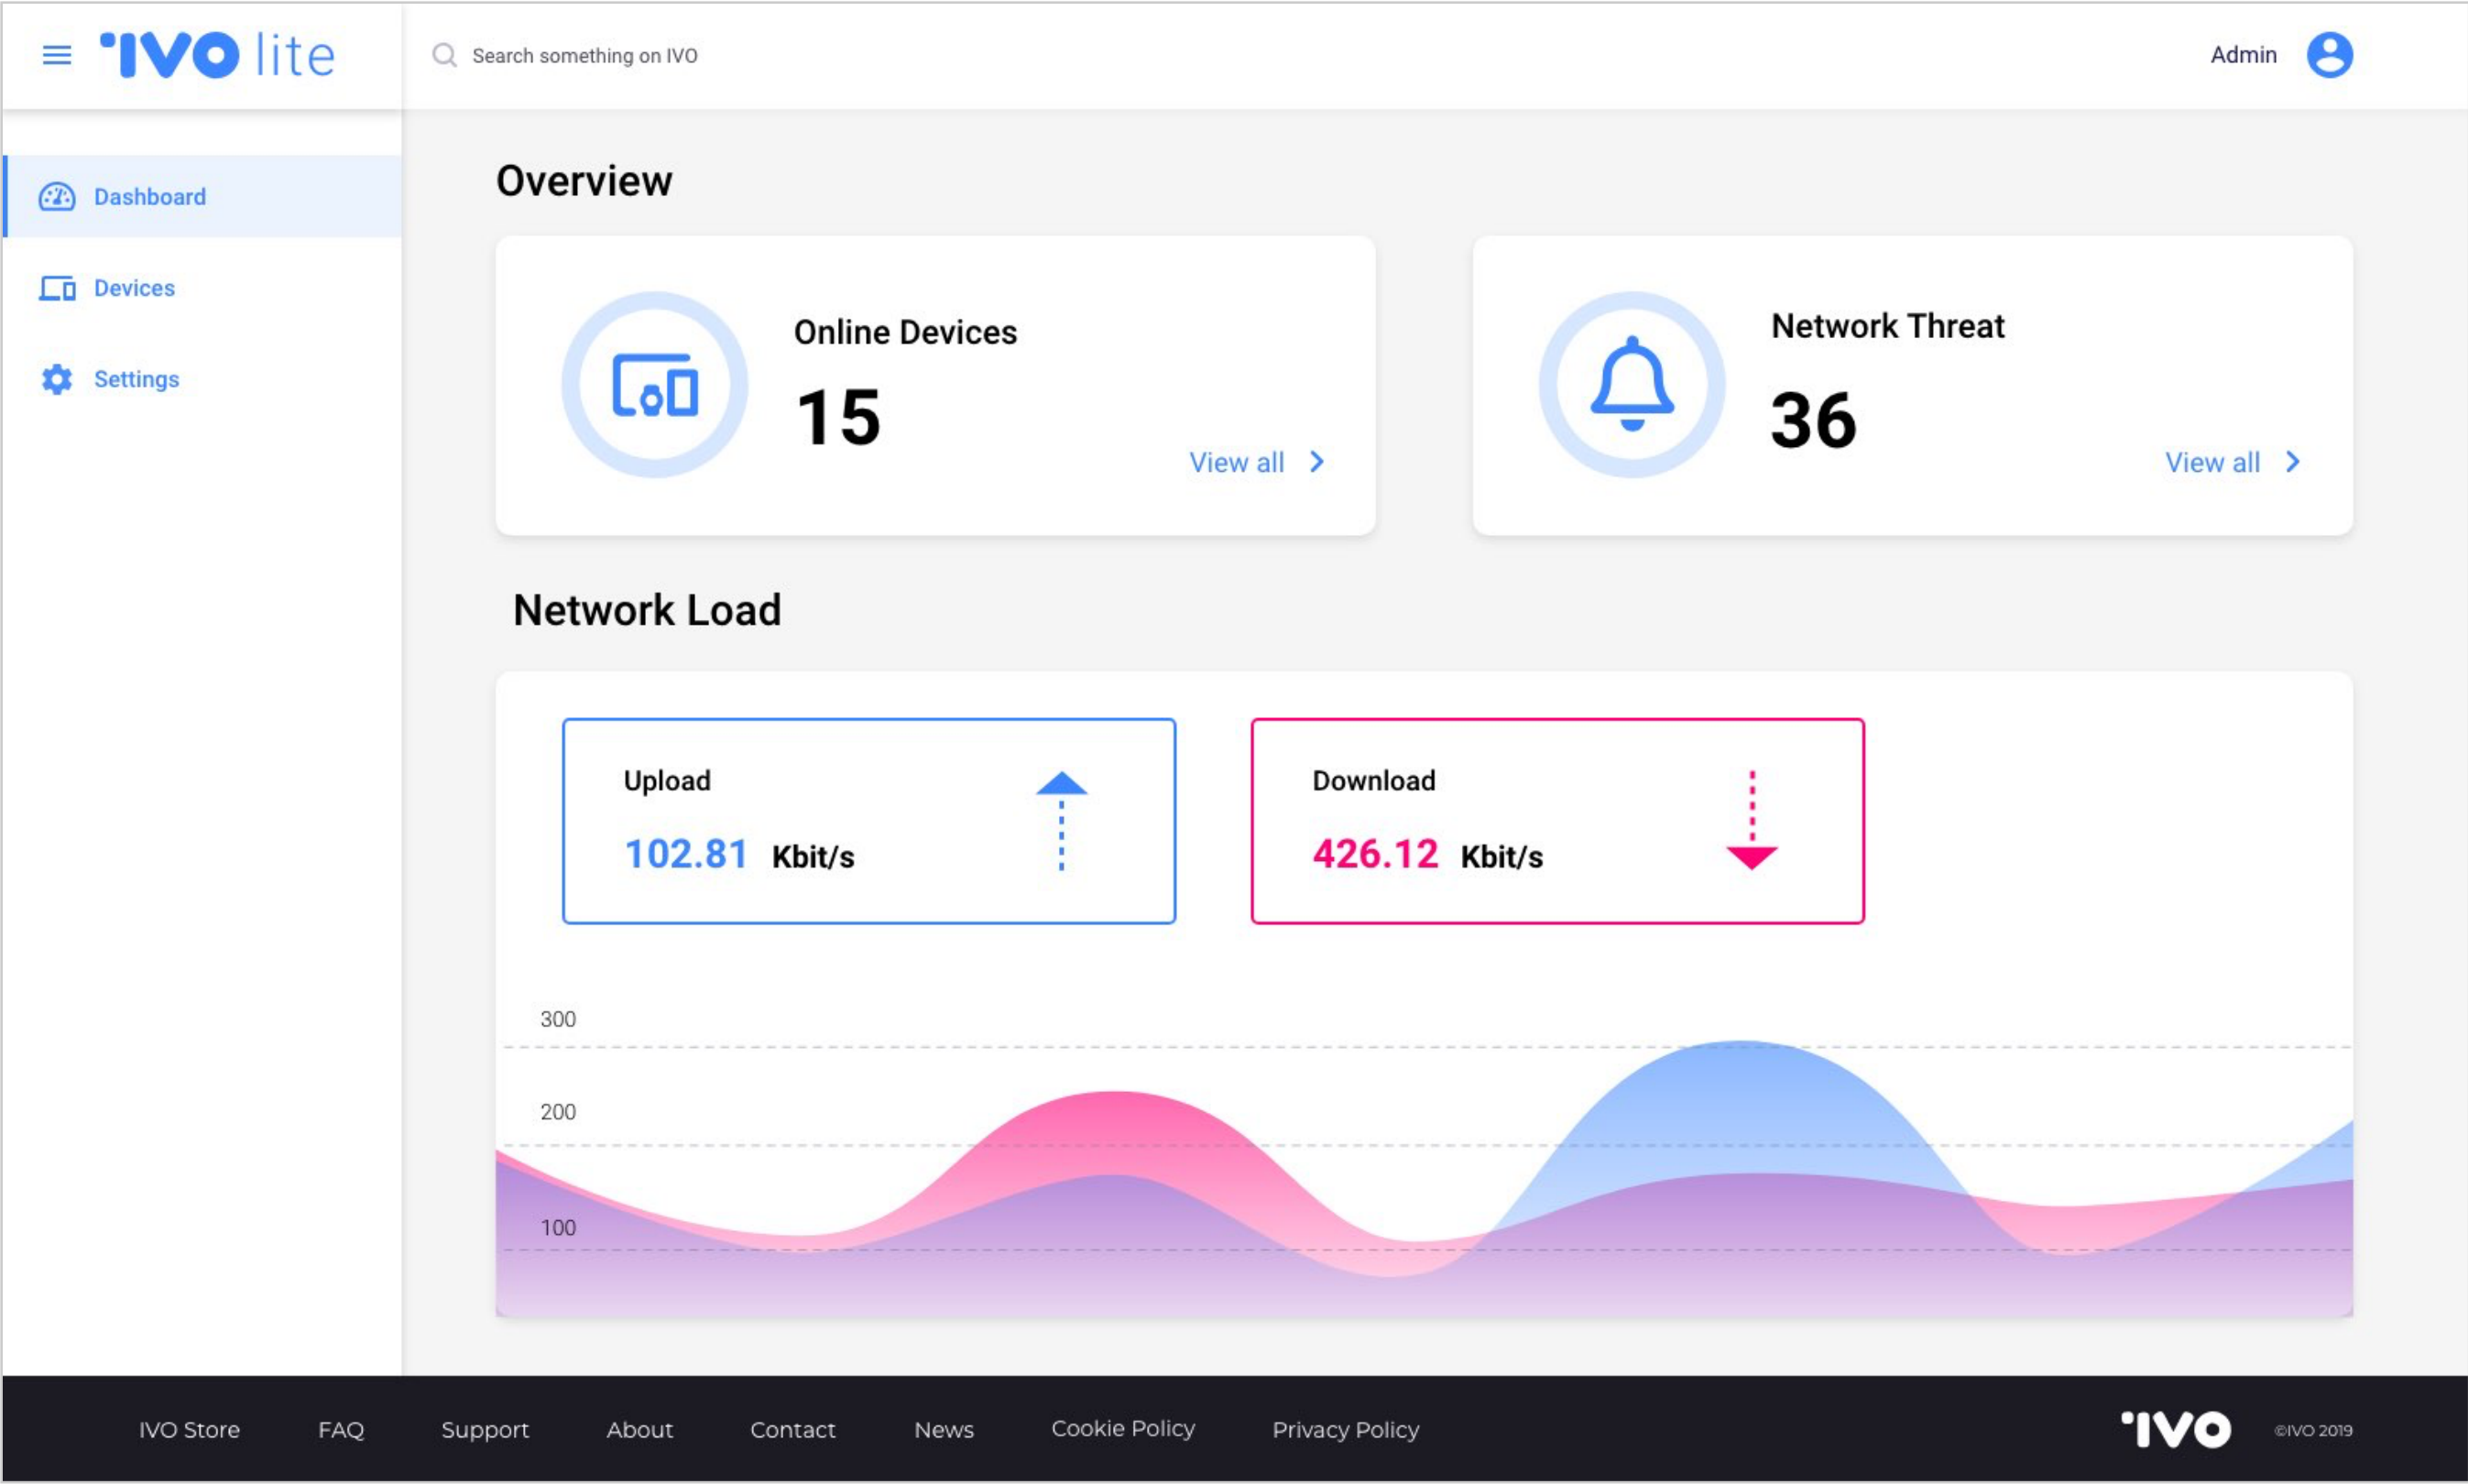 IVO lite
Search something on IVO
Admin
Dashboard
Devices
Settings
Overview
Online Devices
15
View all
Network Threat
36
View all
Network Load
Upload
102.81 Kbit/s
Download
426.12 Kbit/s
300
200
100
IVO Store FAQ Support About Contact News Cookie Policy Privacy Policy IVO ©IVO 2019